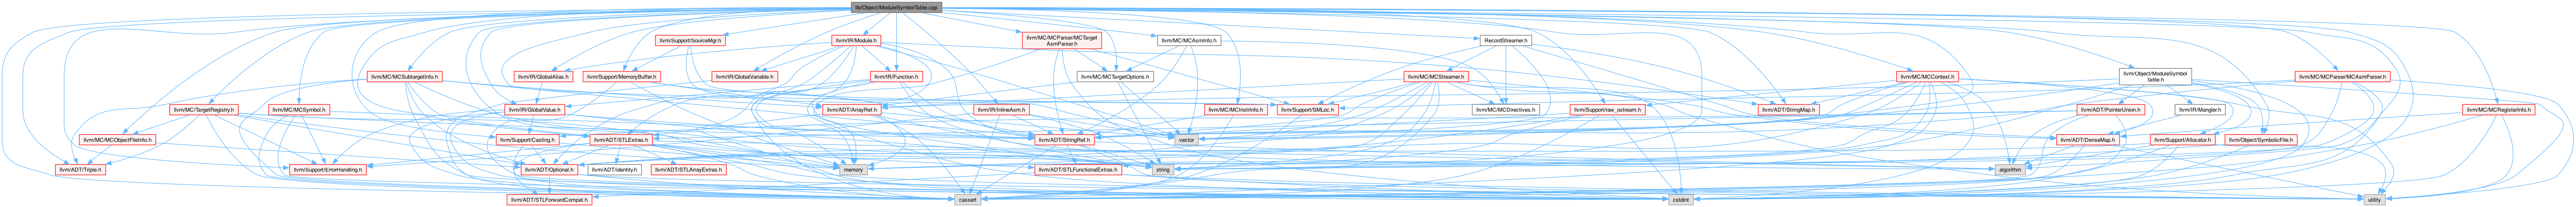 lib/Object/ModuleSymbolTable.cpp
llvm/Support/SourceMgr.h
llvm/IR/Module.h
llvm/MC/MCParser/MCTarget
AsmParser.h
llvm/MC/MCAsmInfo.h
RecordStreamer.h
llvm/MC/MCSubtargetInfo.h
llvm/IR/GlobalAlias.h
llvm/Support/MemoryBuffer.h
llvm/IR/GlobalVariable.h
llvm/IR/Function.h
llvm/MC/MCTargetOptions.h
llvm/MC/MCStreamer.h
llvm/MC/MCContext.h
llvm/Object/ModuleSymbol
Table.h
llvm/MC/MCParser/MCAsmParser.h
llvm/MC/TargetRegistry.h
llvm/MC/MCSymbol.h
llvm/IR/GlobalValue.h
llvm/ADT/ArrayRef.h
llvm/IR/InlineAsm.h
llvm/MC/MCInstrInfo.h
llvm/Support/SMLoc.h
llvm/MC/MCDirectives.h
llvm/Support/raw_ostream.h
llvm/ADT/StringMap.h
llvm/ADT/PointerUnion.h
llvm/IR/Mangler.h
llvm/MC/MCRegisterInfo.h
llvm/MC/MCObjectFileInfo.h
llvm/Support/Casting.h
llvm/ADT/STLExtras.h
llvm/ADT/StringRef.h
vector
llvm/ADT/DenseMap.h
llvm/Support/Allocator.h
llvm/Object/SymbolicFile.h
llvm/ADT/Triple.h
llvm/Support/ErrorHandling.h
llvm/ADT/Optional.h
llvm/ADT/identity.h
llvm/ADT/STLArrayExtras.h
memory
llvm/ADT/STLFunctionalExtras.h
string
algorithm
llvm/ADT/STLForwardCompat.h
cassert
cstdint
utility